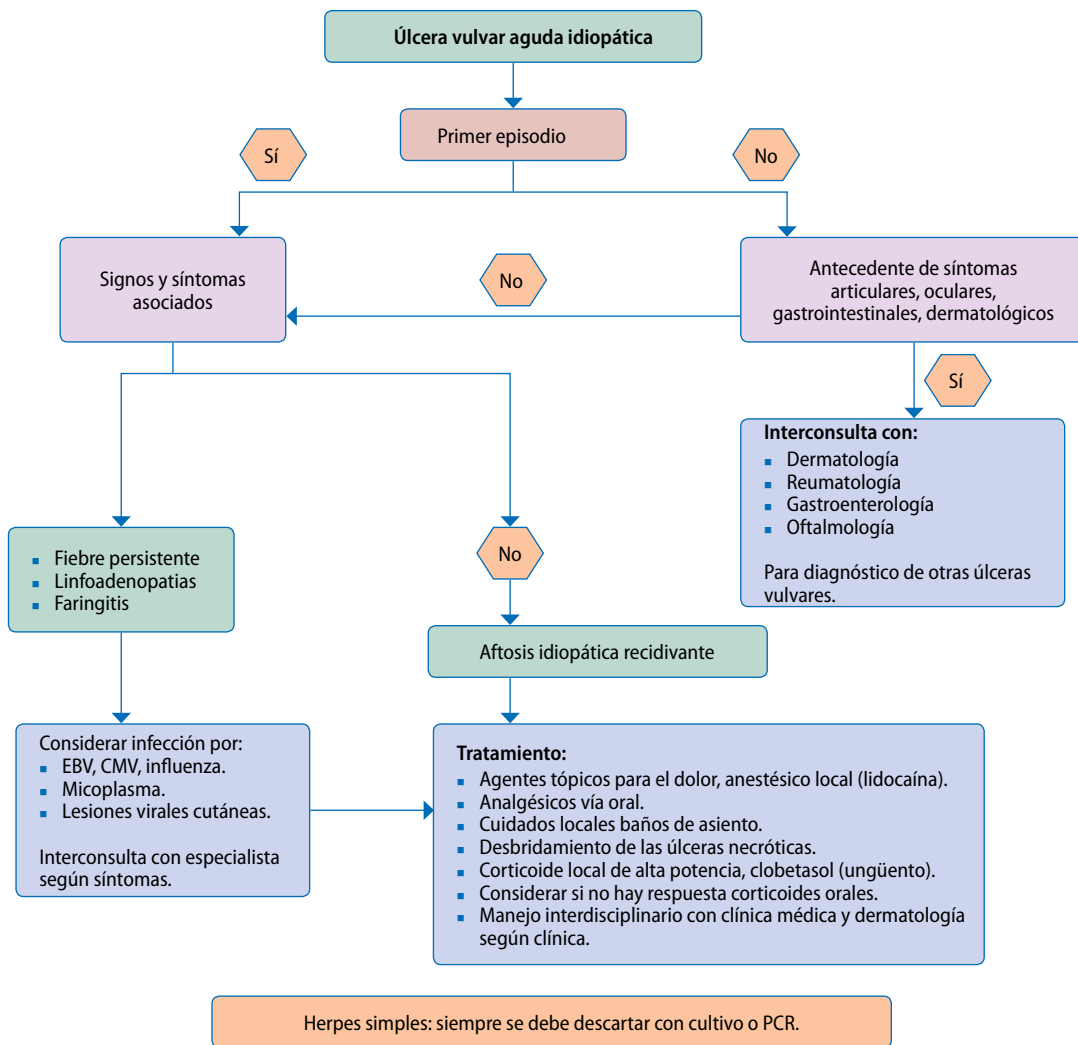 Úlcera vulvar aguda idiopática
Primer episodio
Sí
No
Signos y síntomas
asociados
No
Antecedente de síntomas
articulares, oculares,
gastrointestinales, dermatológicos
Sí
Interconsulta con:
▪ Dermatología
▪ Reumatología
▪ Gastroenterología
▪ Oftalmología
Para diagnóstico de otras úlceras
vulvares.
▪ Fiebre persistente
▪ Linfoadenopatias
▪ Faringitis
No
Aftosis idiopática recidivante
Considerar infección por:
▪ EBV, CMV, influenza.
▪ Micoplasma.
▪ Lesiones virales cutáneas.
Interconsulta con especialista
según síntomas.
Tratamiento:
▪ Agentes tópicos para el dolor, anestésico local (lidocaína).
▪ Analgésicos vía oral.
▪ Cuidados locales baños de asiento.
▪ Desbridamiento de las úlceras necróticas.
▪ Corticoide local de alta potencia, clobetasol (ungüento).
▪ Considerar si no hay respuesta corticoides orales.
▪ Manejo interdisciplinario con clínica médica y dermatología
según clínica.
Herpes simples: siempre se debe descartar con cultivo o PCR.